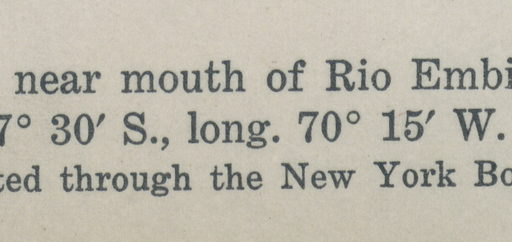 near mouth of Rio Embi
7° 30′ S., long. 70° 15′ W.
ted through the New York Bo